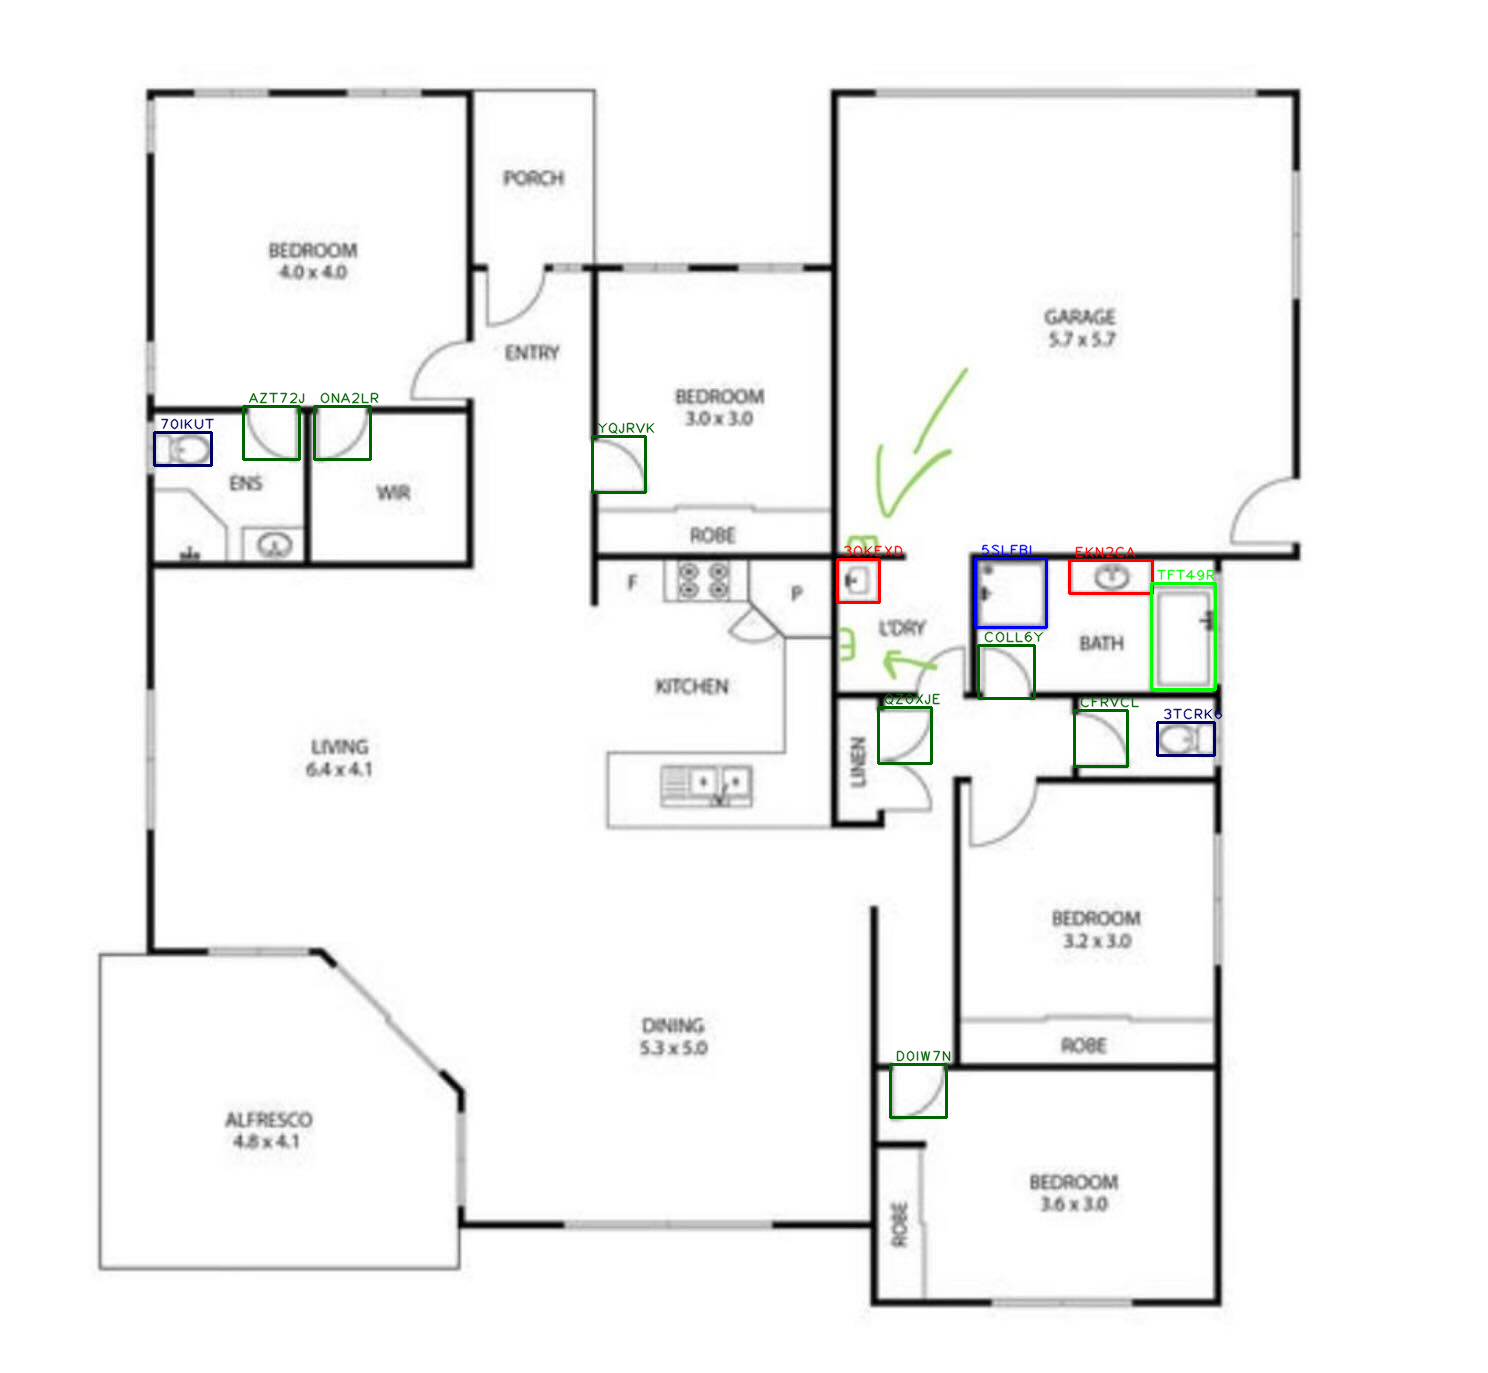 PORCH
BEDROOM
4.0 x 4.0
GARAGE
5.7 x 5.7
ENTRY
BEDROOM
3.0 x 3.0
AZT72J
0NA2LR
70IKUT
YQJRVK
ENS
WIR
ROBE
30KEXD
5SLFBI
EKN2CA
TFT49R
F
P
L'DRY
COLL6Y
BATH
KITCHEN
QZ0XJE
CFRVCL
3TCRK6
LINEN
LIVING
6.4 x 4.1
BEDROOM
3.2 x 3.0
DINING
5.3 x 5.0
ROBE
D0IW7N
ALFRESCO
4.8 x 4.1
BEDROOM
3.6 x 3.0
ROBE